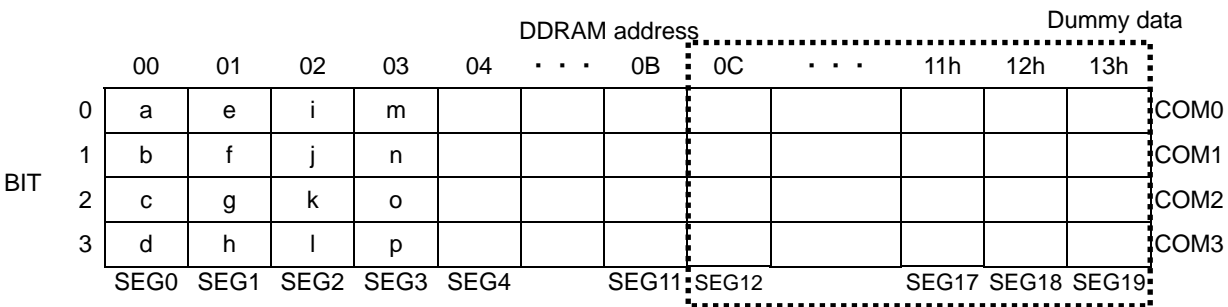 DDRAM address Dummy data
00 01 02 03 04 ・・・ 0B 0C ・・・ 11h 12h 13h
0 a e i m COM0
1 b f j n COM1
BIT
2 c g k o COM2
3 d h l p COM3
SEG0 SEG1 SEG2 SEG3 SEG4 SEG11 SEG12 SEG17 SEG18 SEG19